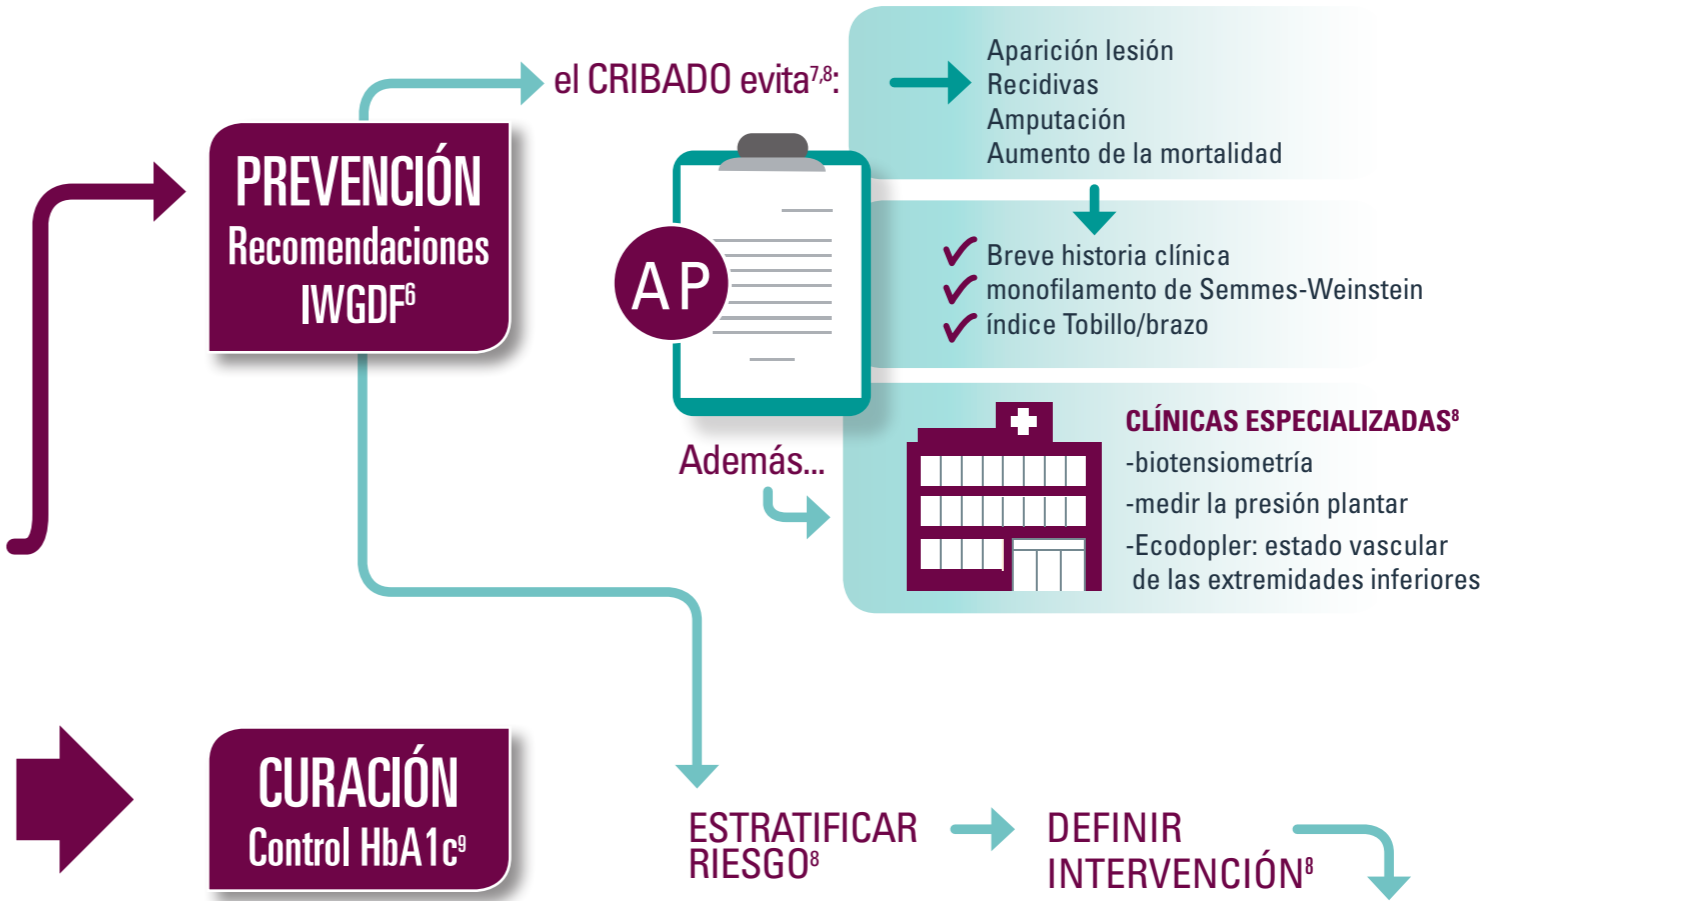 el CRIBADO evita7,8:
Aparición lesión
Recidivas
Amputación
Aumento de la mortalidad
PREVENCIÓN
Recomendaciones
IWGDF6
AP
Breve historia clínica
monofilamento de Semmes-Weinstein
índice Tobillo/brazo
Además...
CLÍNICAS ESPECIALIZADAS8
-biotensiometría
-medir la presión plantar
-Ecodopler: estado vascular
de las extremidades inferiores
CURACIÓN
Control HbA1c9
ESTRATIFICAR
RIESGO8
DEFINIR
INTERVENCIÓN8